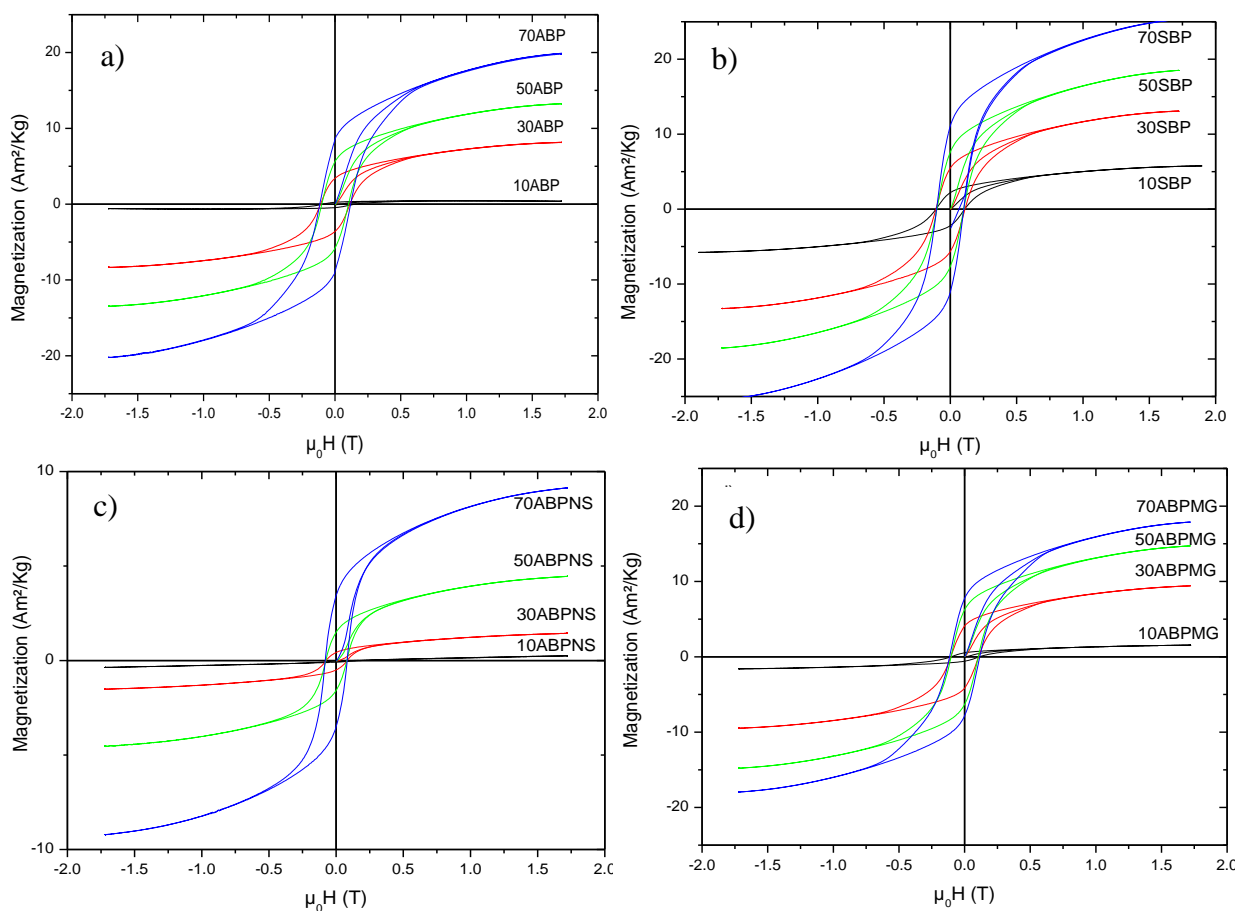 a)
70ABP
50ABP
30ABP
10ABP
20
10
0
-10
-20
-2.0 -1.5 -1.0 -0.5 0.0 0.5 1.0 1.5 2.0
Magnetization (Am²/Kg)
µ₀H (T)
b)
70SBP
50SBP
30SBP
10SBP
20
10
0
-10
-20
-2.0 -1.5 -1.0 -0.5 0.0 0.5 1.0 1.5 2.0
Magnetization (Am²/Kg)
µ₀H (T)
c)
70ABPNS
50ABPNS
30ABPNS
10ABPNS
10
0
-10
-2.0 -1.5 -1.0 -0.5 0.0 0.5 1.0 1.5 2.0
Magnetization (Am²/Kg)
µ₀H (T)
d)
70ABPMG
50ABPMG
30ABPMG
10ABPMG
20
10
0
-10
-20
-2.0 -1.5 -1.0 -0.5 0.0 0.5 1.0 1.5 2.0
Magnetization (Am²/Kg)
µ₀H (T)